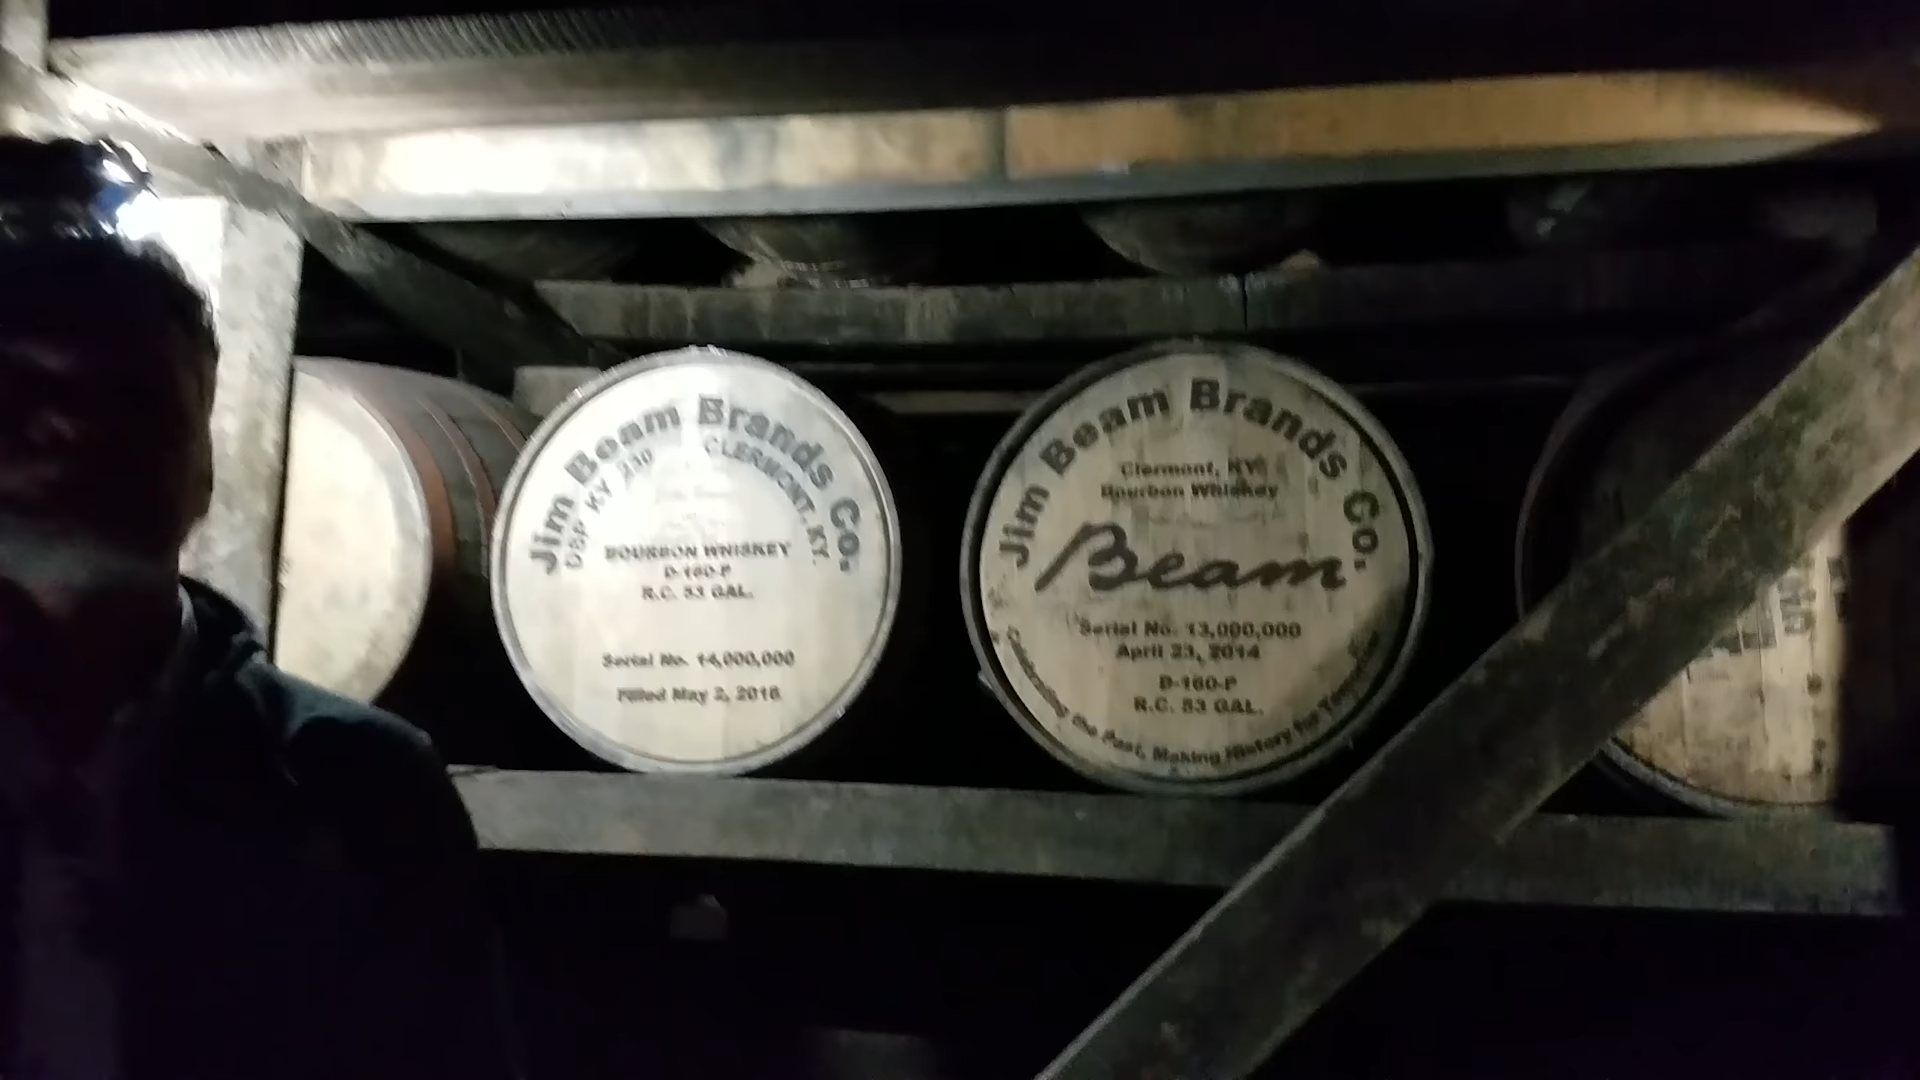 Jim Beam Brands Co.
DSP KY 230 CLERMONT, KY.
BOURBON WHISKEY
D-160-P
R.C. 53 GAL.
Serial No. 14,000,000
Filled May 2, 2016
Jim Beam Brands Co.
Clermont, KY
Bourbon Whiskey
Beam
Serial No. 13,000,000
April 23, 2014
D-160-P
R.C. 53 GAL.
Celebrating the Past, Making History for Tomorrow